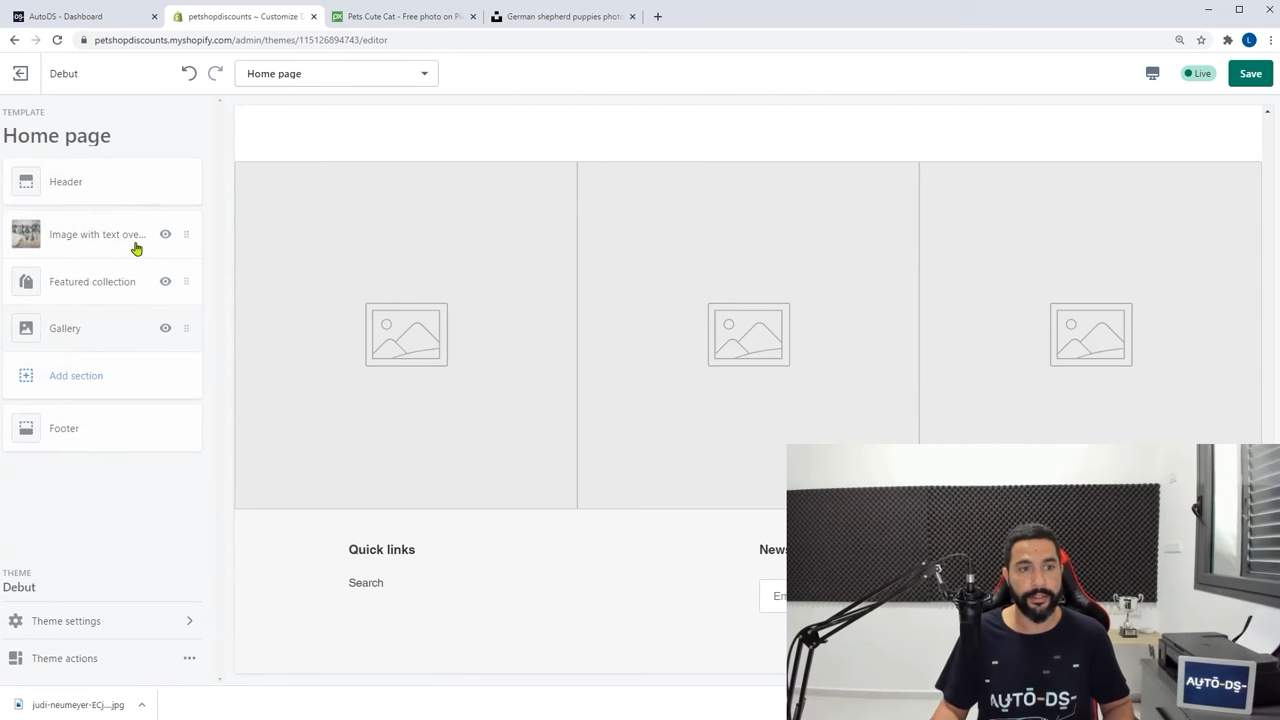 AutoDS - Dashboard
petshopdiscounts ~ Customize D
Pets Cute Cat - Free photo on Pi
German shepherd puppies phot
petshopdiscounts.myshopify.com/admin/themes/115126894743/editor
L
Debut
Home page
Live
Save
TEMPLATE
Home page
Header
Image with text ove...
Featured collection
Gallery
Add section
Footer
Quick links
News
Search
Em
THEME
Debut
Theme settings
Theme actions
judi-neumeyer-ECj....jpg
AUTO-DS-
AUTO-DS-